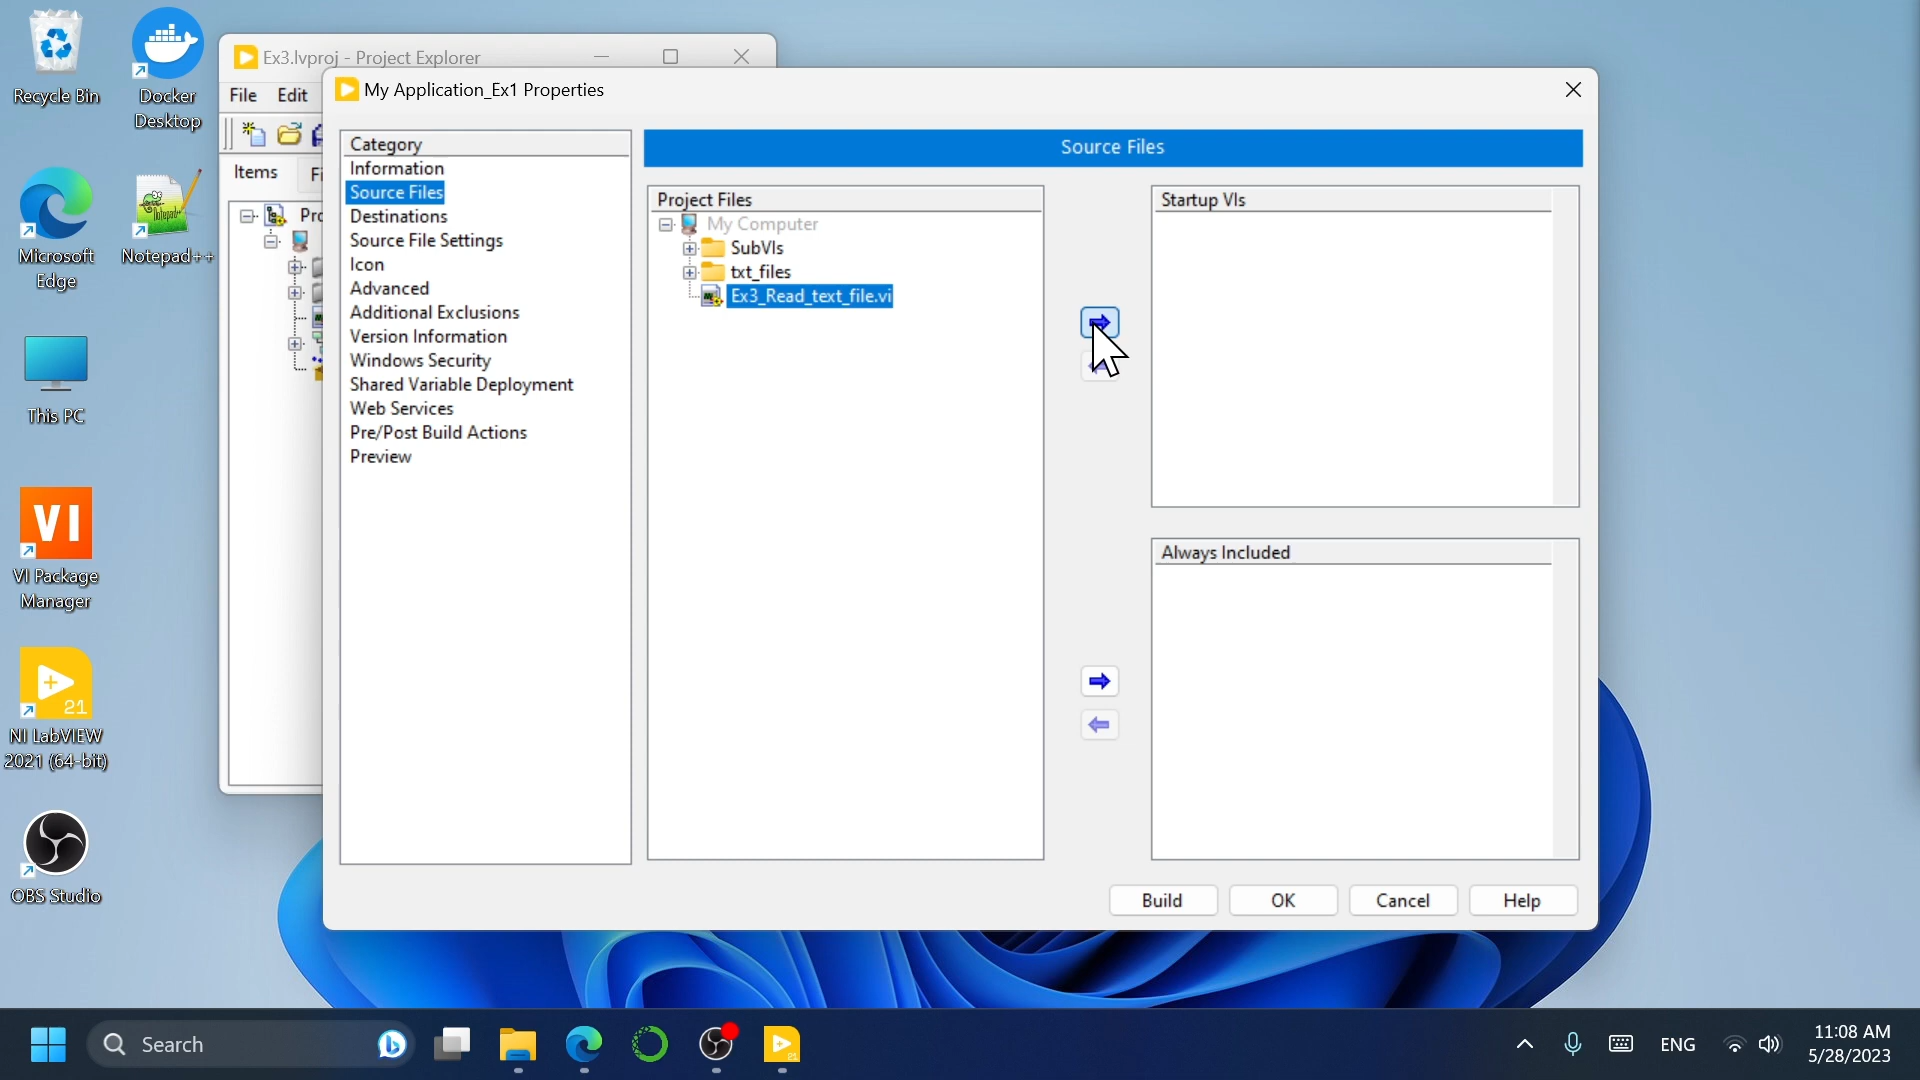 Recycle Bin
Docker
Desktop
Microsoft
Edge
Notepad++
This PC
VI
VI Package
Manager
21
NI LabVIEW
2021 (64-bit)
OBS Studio
Ex3.lvproj - Project Explorer
File Edit
Items
My Application_Ex1 Properties
Category
Information
Source Files
Destinations
Source File Settings
Icon
Advanced
Additional Exclusions
Version Information
Windows Security
Shared Variable Deployment
Web Services
Pre/Post Build Actions
Preview
Source Files
Project Files
My Computer
SubVIs
txt_files
Ex3_Read_text_file.vi
Startup VIs
Always Included
Build
OK
Cancel
Help
Search
ENG
11:08 AM
5/28/2023